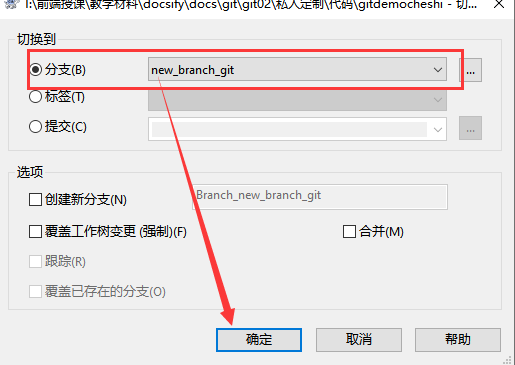 I:\前端授课\教学材料\docsify\docs\git\git02\私人定制\代码\gitdemocheshi - 切...
切换到
分支(B)
new_branch_git
...
标签(T)
提交(C)
...
选项
创建新分支(N)
Branch_new_branch_git
覆盖工作树变更 (强制)(F)
合并(M)
跟踪(R)
覆盖已存在的分支(O)
确定
取消
帮助